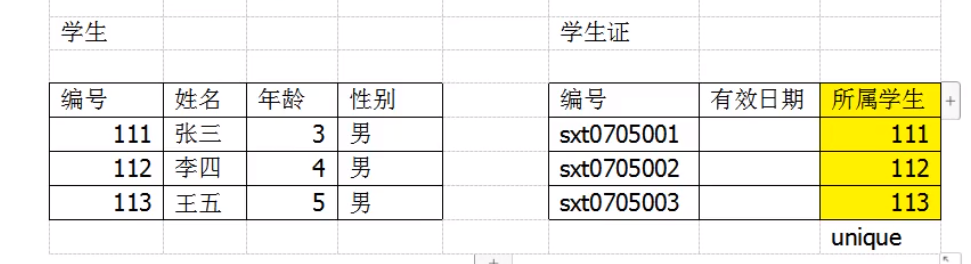 学生 学生证
编号 姓名 年龄 性别 编号 有效日期 所属学生
111 张三 3 男 sxt0705001 111
112 李四 4 男 sxt0705002 112
113 王五 5 男 sxt0705003 113
unique